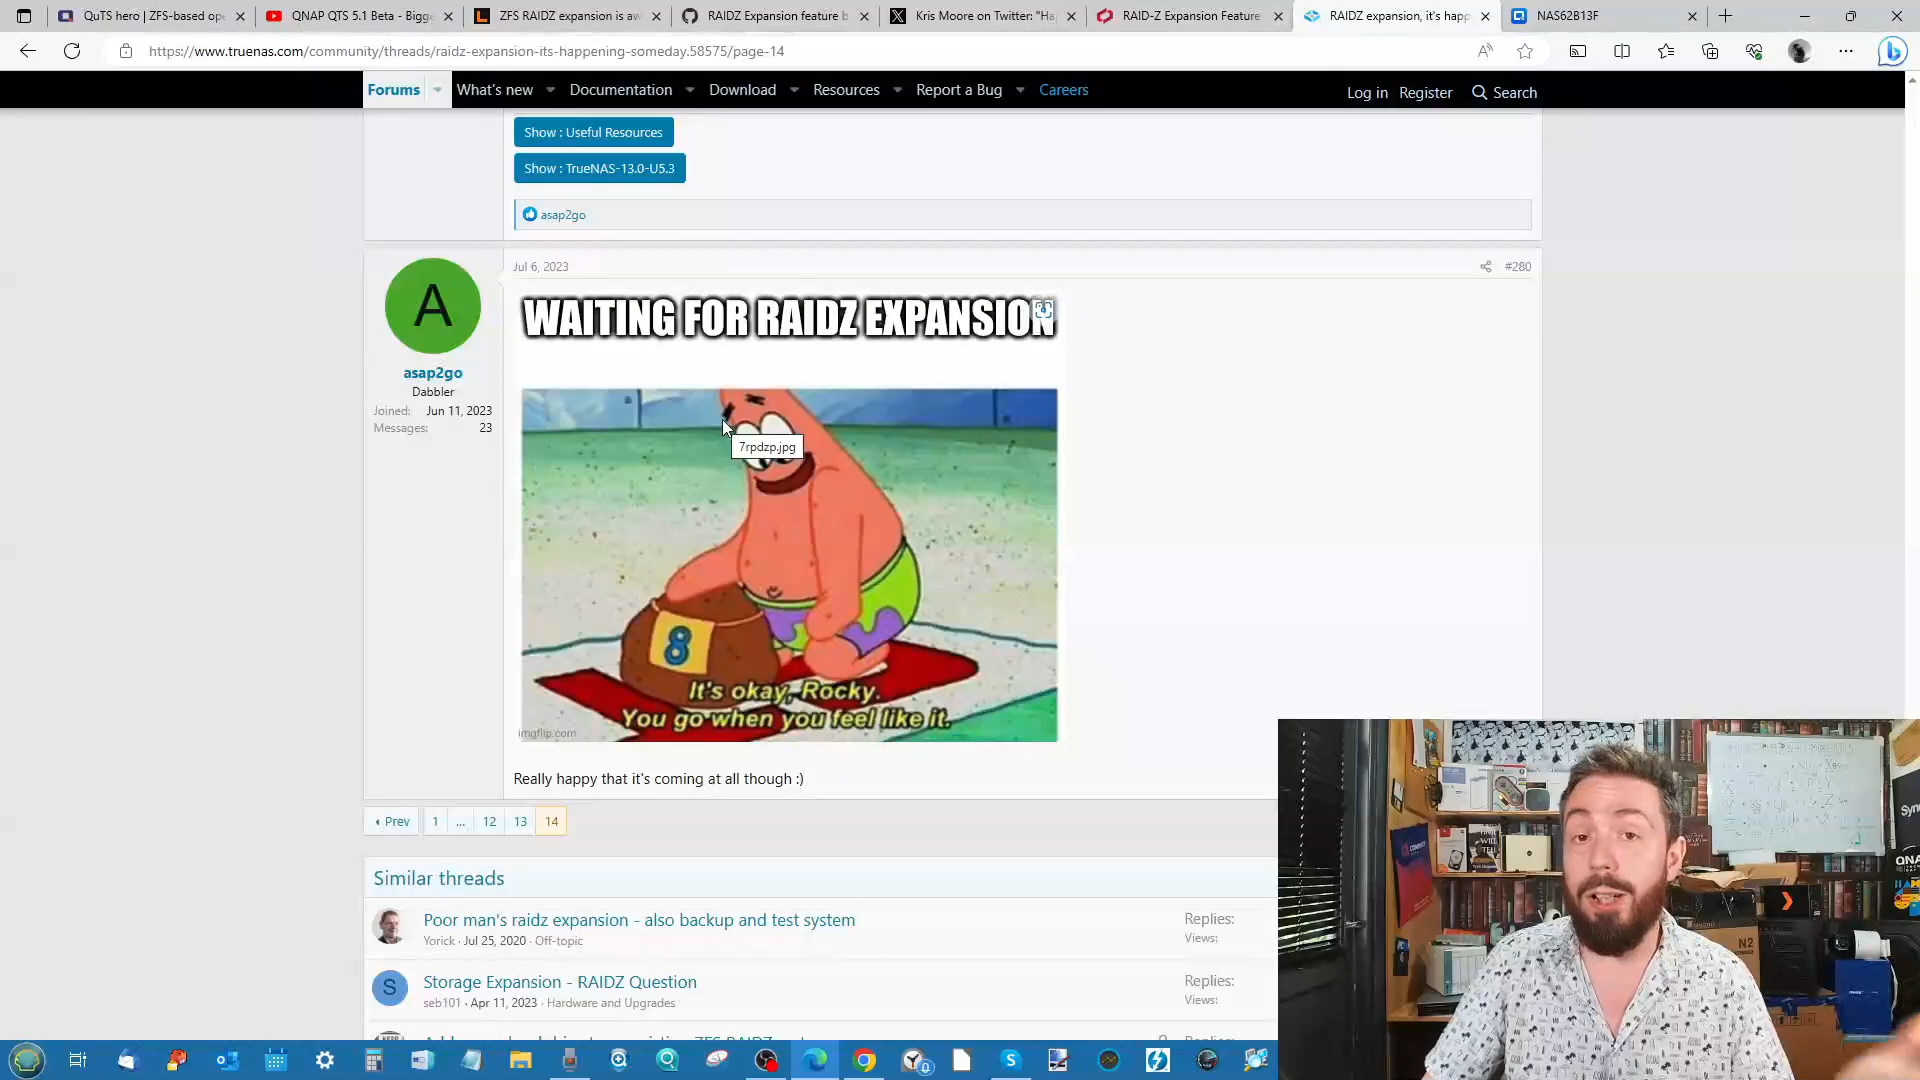 QuTS hero | ZFS-based ope
QNAP QTS 5.1 Beta - Bigge
ZFS RAIDZ expansion is aw
RAIDZ Expansion feature b
Kris Moore on Twitter: "Ha
RAID-Z Expansion Feature
RAIDZ expansion, it's happ
NAS62B13F
https://www.truenas.com/community/threads/raidz-expansion-its-happening-someday.58575/page-14
Forums
What's new
Documentation
Download
Resources
Report a Bug
Careers
Log in
Register
Search
Show : Useful Resources
Show : TrueNAS-13.0-U5.3
asap2go
A
asap2go
Dabbler
Joined: Jun 11, 2023
Messages: 23
Jul 6, 2023
#280
WAITING FOR RAIDZ EXPANSION
7rpdzp.jpg
8
It's okay, Rocky.
You go when you feel like it.
imgflip.com
Really happy that it's coming at all though :)
Prev
1
...
12
13
14
Similar threads
Poor man's raidz expansion - also backup and test system
Yorick · Jul 25, 2020 · Off-topic
Replies:
Views:
S
Storage Expansion - RAIDZ Question
seb101 · Apr 11, 2023 · Hardware and Upgrades
Replies:
Views:
TIME
WILL
TELL
N2